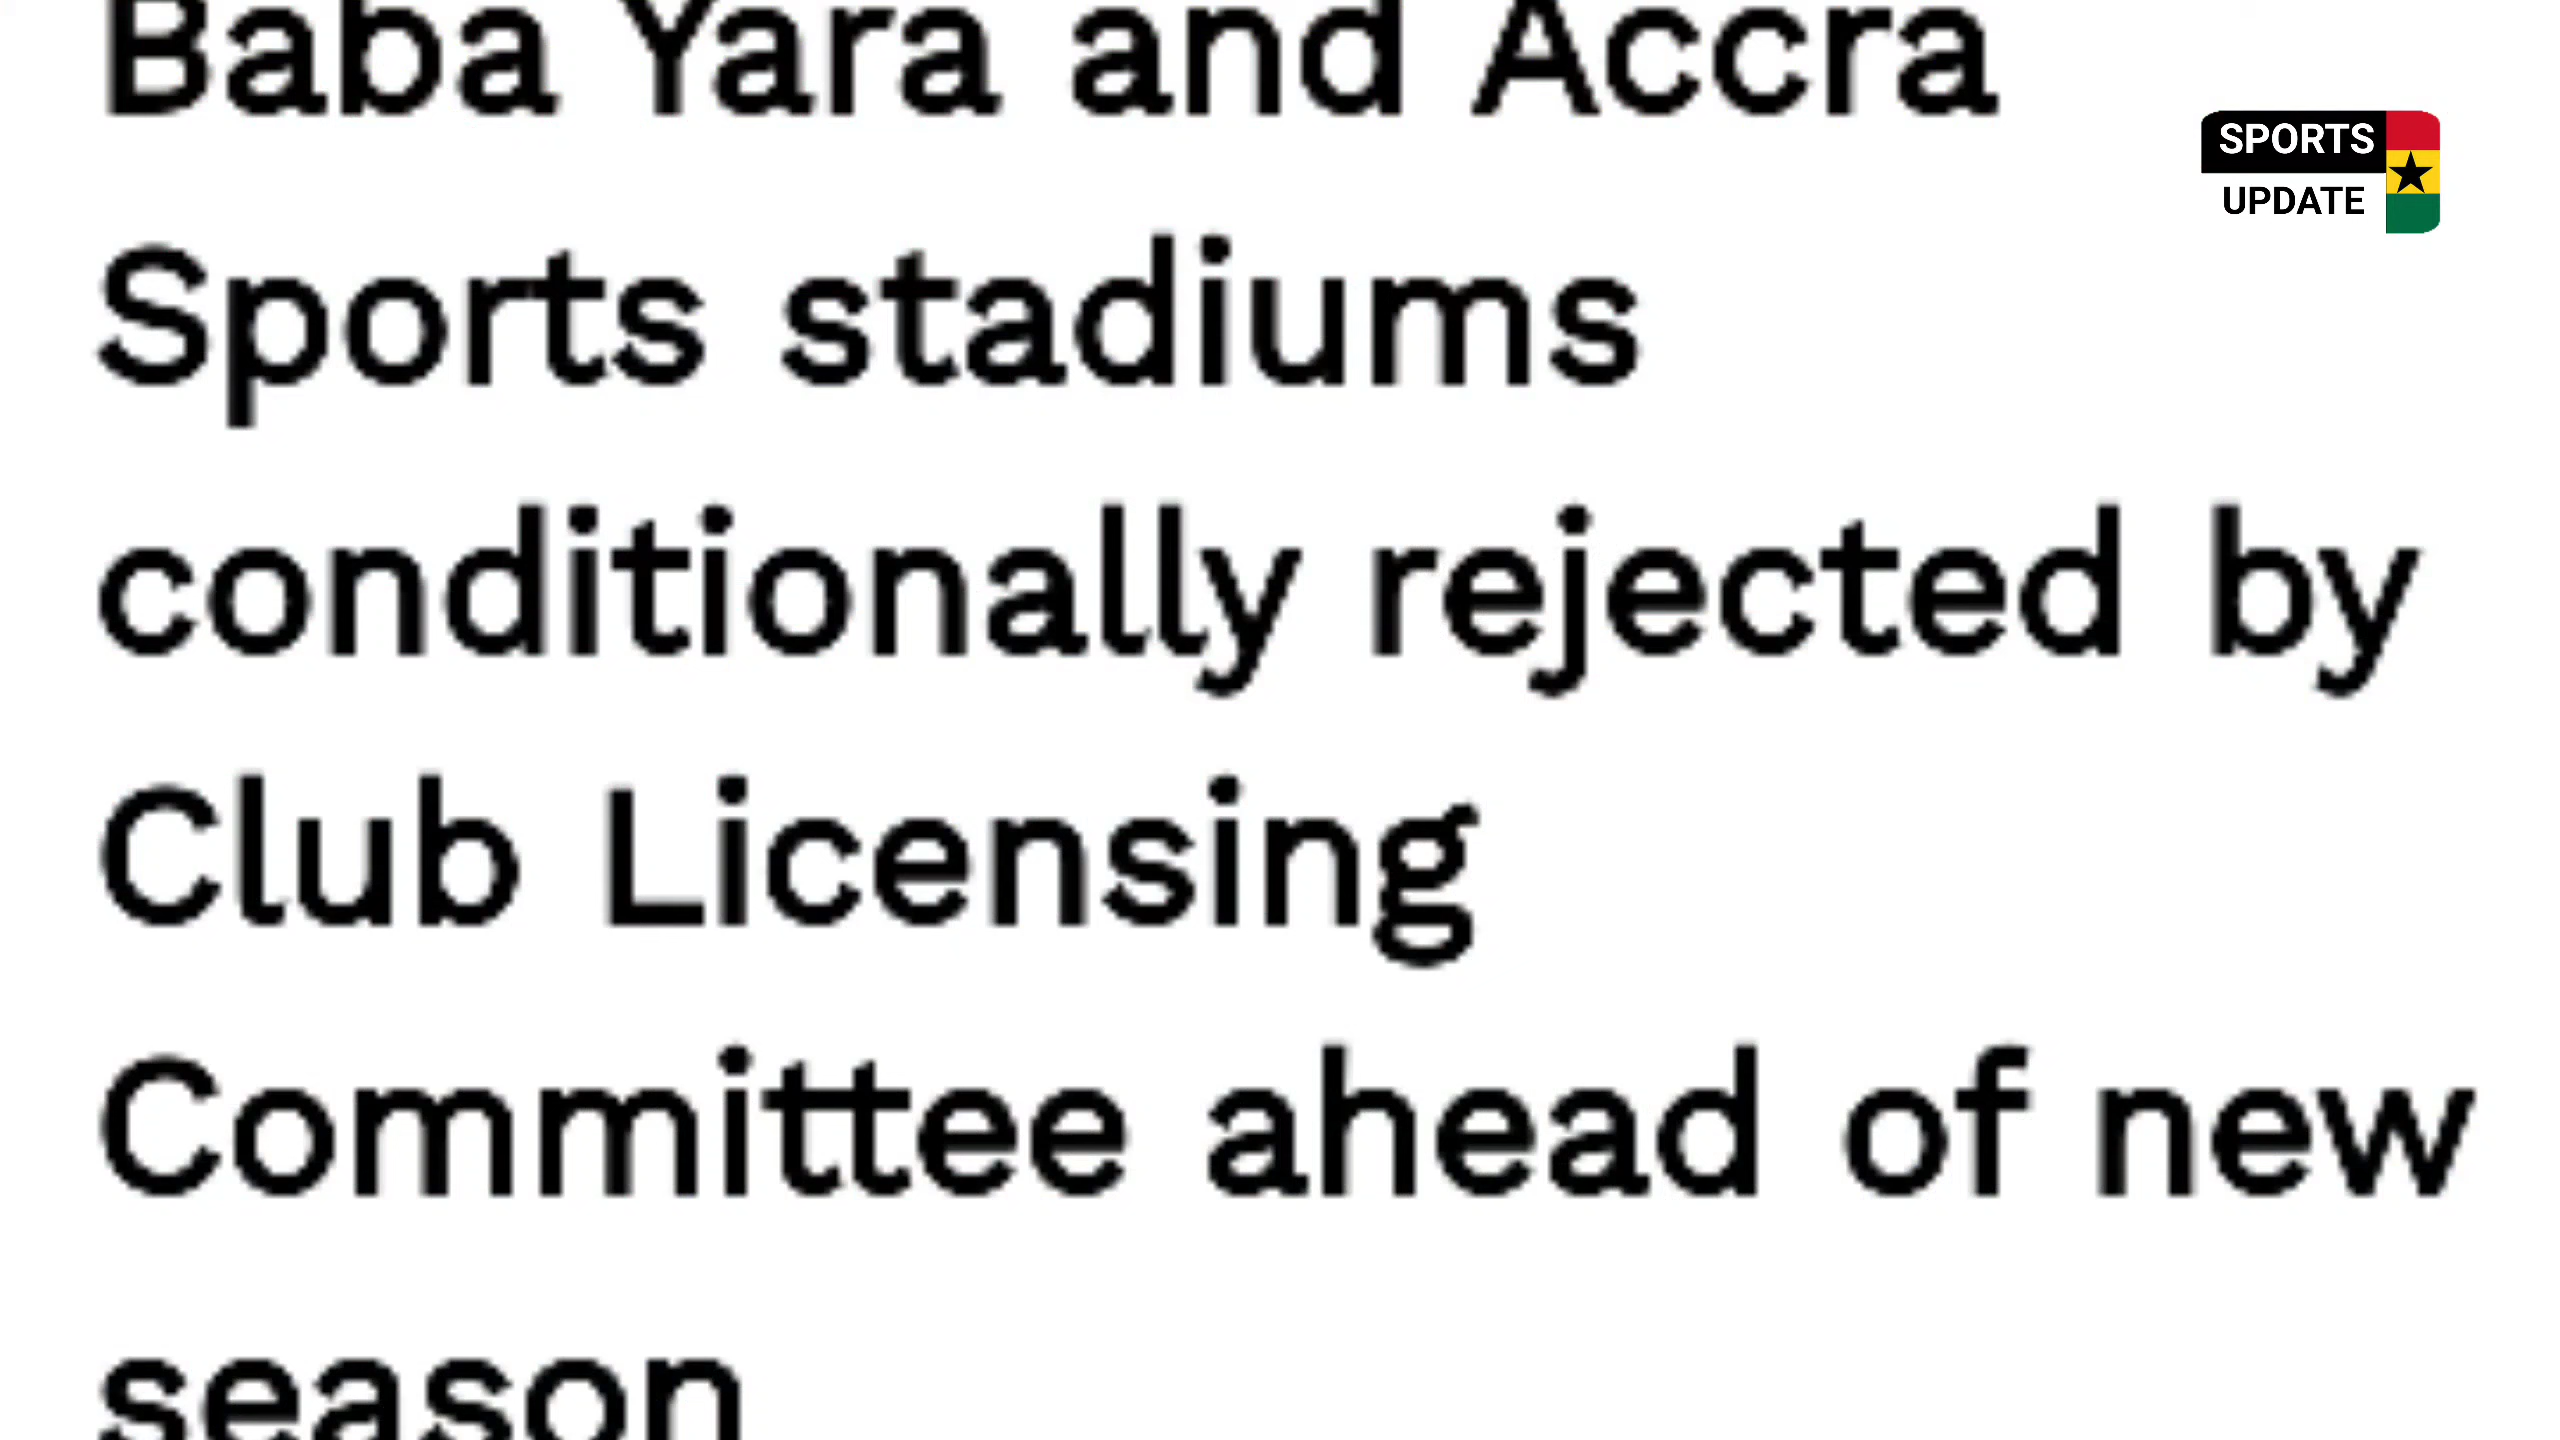 Baba Yara and Accra
SPORTS
UPDATE
Sports stadiums
conditionally rejected by
Club Licensing
Committee ahead of new
season